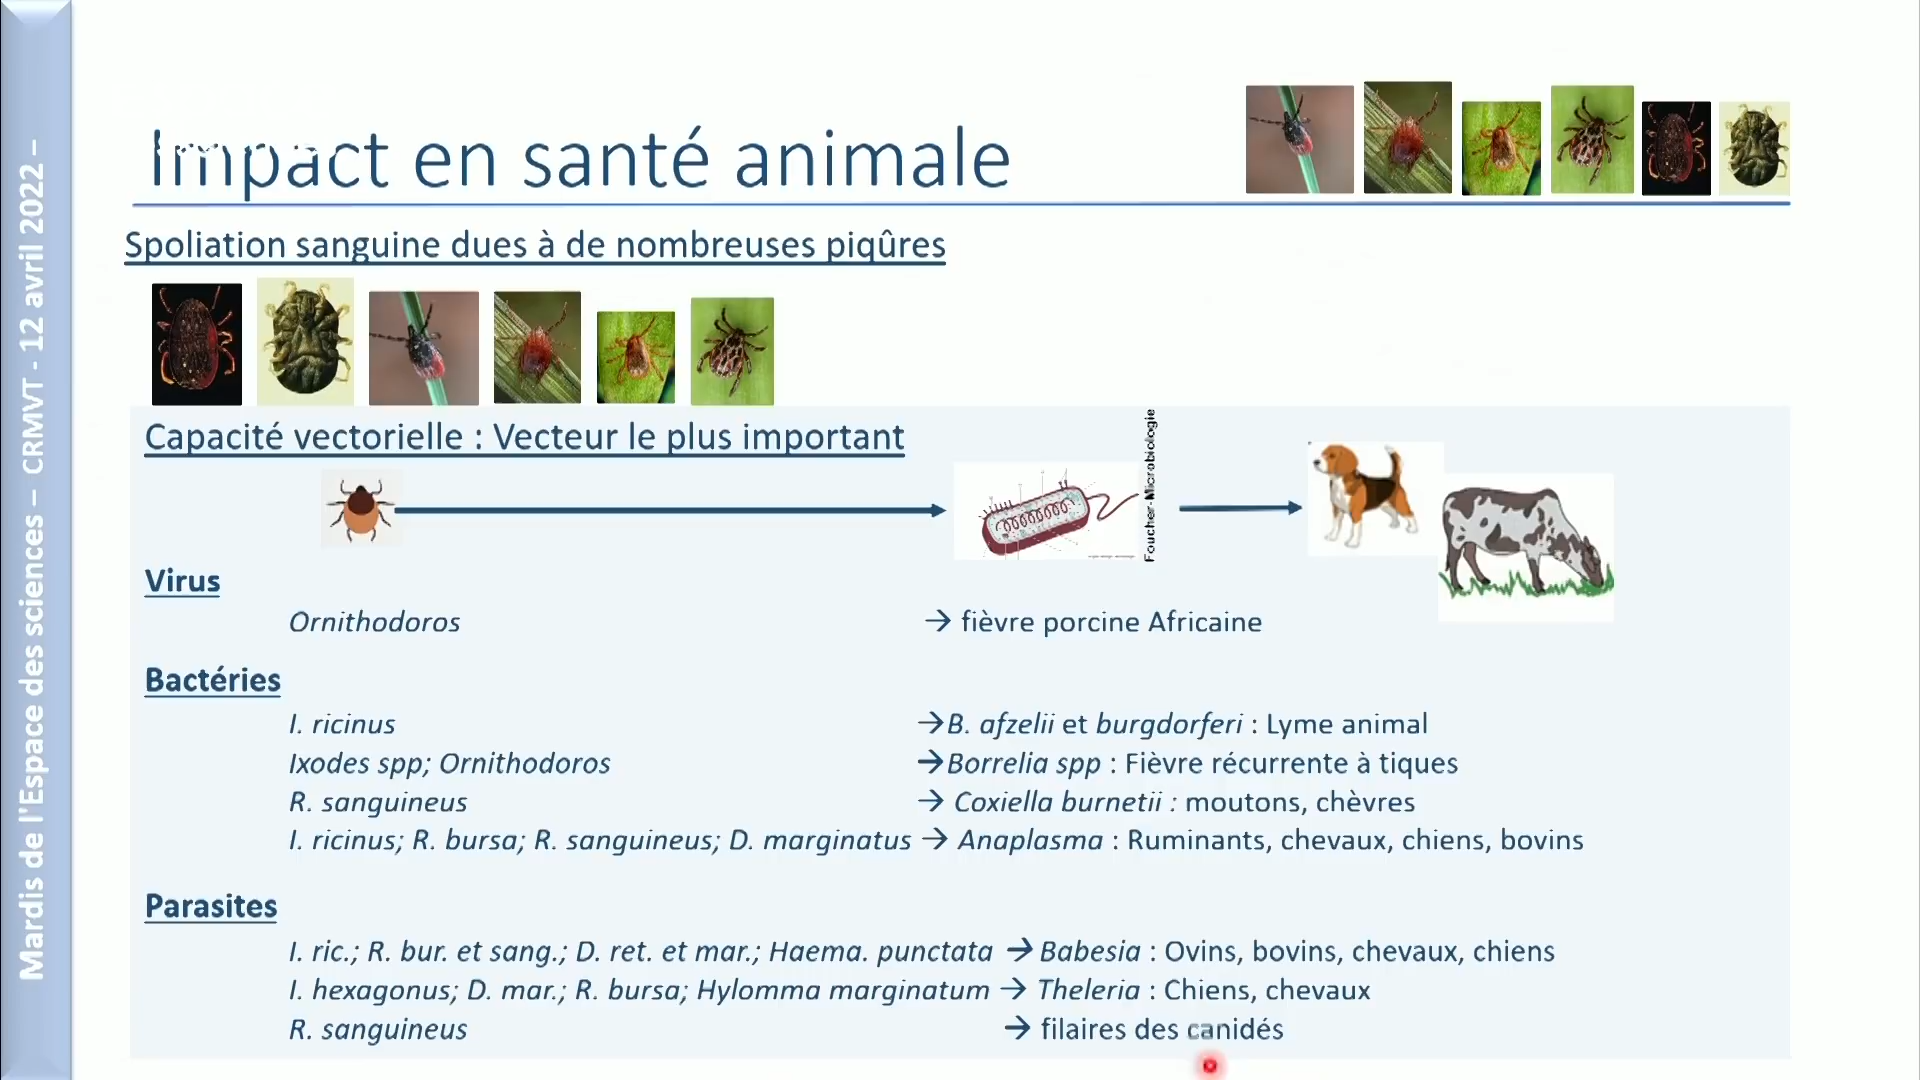 Mardis de l'Espace des sciences – CRMVT - 12 avril 2022 –
Impact en santé animale
Spoliation sanguine dues à de nombreuses piqûres
Capacité vectorielle : Vecteur le plus important
Foucher-Microbiologie
Virus
Ornithodoros → fièvre porcine Africaine
Bactéries
I. ricinus → B. afzelii et burgdorferi : Lyme animal
Ixodes spp; Ornithodoros → Borrelia spp : Fièvre récurrente à tiques
R. sanguineus → Coxiella burnetii : moutons, chèvres
I. ricinus; R. bursa; R. sanguineus; D. marginatus → Anaplasma : Ruminants, chevaux, chiens, bovins
Parasites
I. ric.; R. bur. et sang.; D. ret. et mar.; Haema. punctata → Babesia : Ovins, bovins, chevaux, chiens
I. hexagonus; D. mar.; R. bursa; Hylomma marginatum → Theleria : Chiens, chevaux
R. sanguineus → filaires des canidés